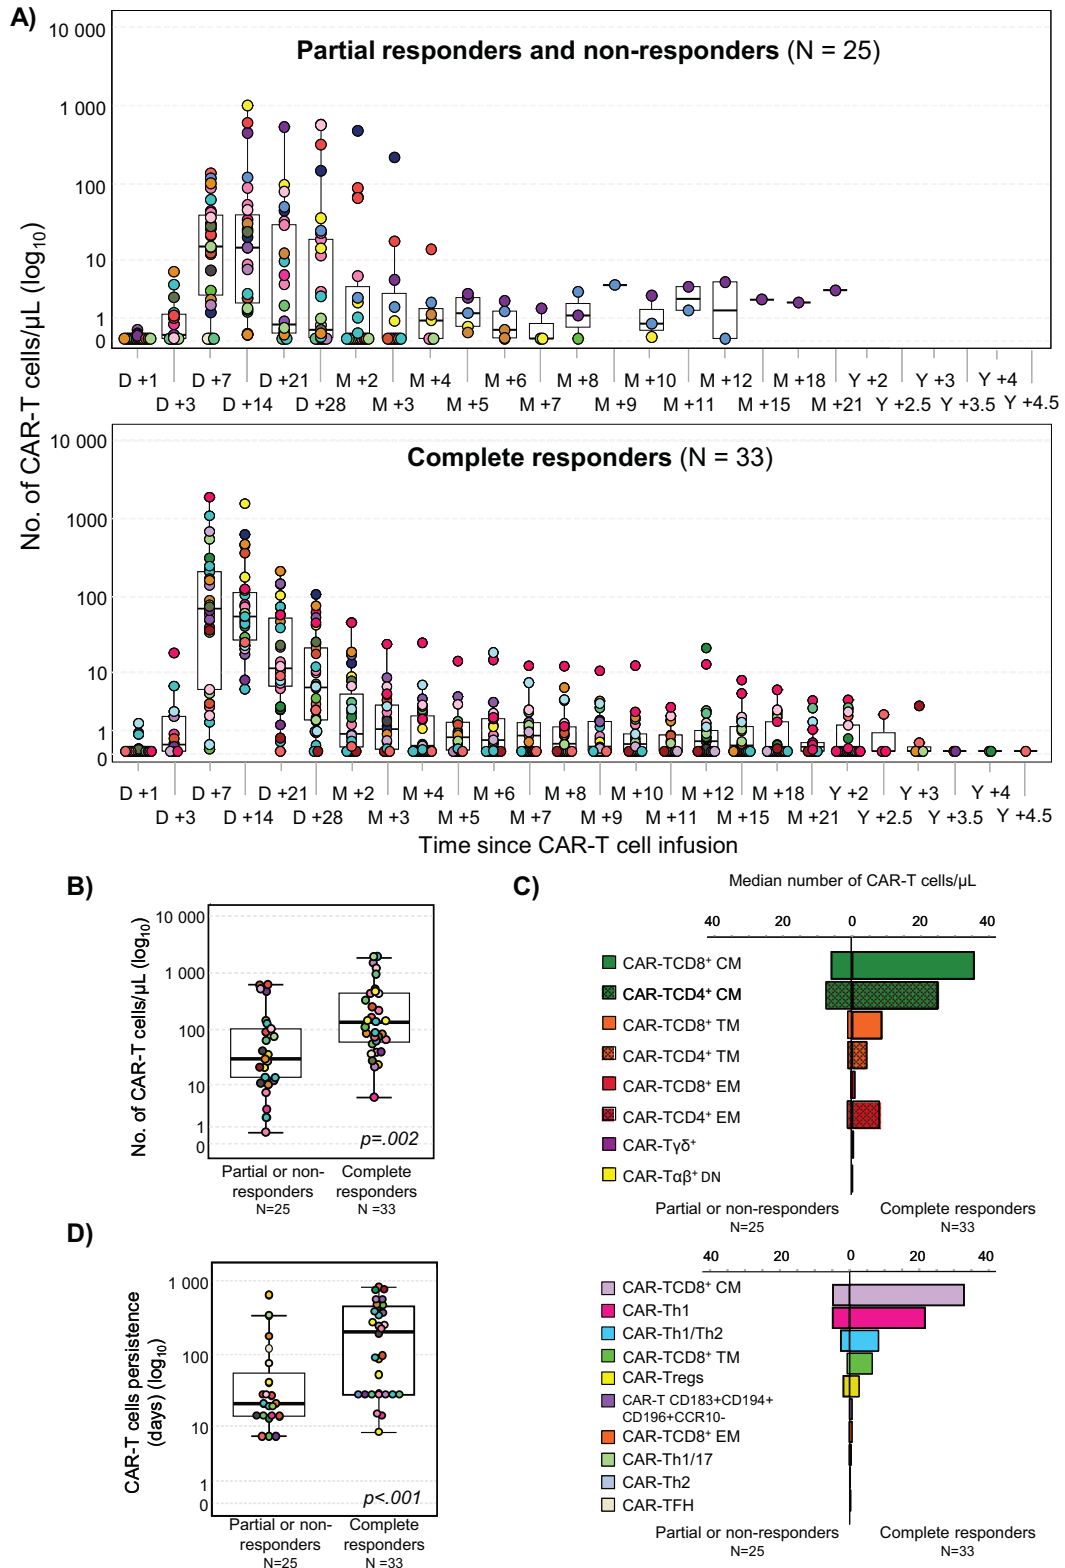 A)
Partial responders and non-responders (N = 25)
10 000
1 000
100
10
1
0
D +1 D +7 D +21 M +2 M +4 M +6 M +8 M +10 M +12 M +18 Y +2 Y +3 Y +4
D +3 D +14 D +28 M +3 M +5 M +7 M +9 M +11 M +15 M +21 Y +2.5 Y +3.5 Y +4.5
No. of CAR-T cells/µL (log10)
Complete responders (N = 33)
10 000
1000
100
10
1
0
D +1 D +7 D +21 M +2 M +4 M +6 M +8 M +10 M +12 M +18 Y +2 Y +3 Y +4
D +3 D +14 D +28 M +3 M +5 M +7 M +9 M +11 M +15 M +21 Y +2.5 Y +3.5 Y +4.5
Time since CAR-T cell infusion
B)
No. of CAR-T cells/µL (log10)
10 000
1 000
100
10
1
0
p=.002
Partial or non-
responders
N=25
Complete
responders
N =33
C)
Median number of CAR-T cells/µL
40 20 0 20 40
CAR-TCD8+ CM
CAR-TCD4+ CM
CAR-TCD8+ TM
CAR-TCD4+ TM
CAR-TCD8+ EM
CAR-TCD4+ EM
CAR-Tγδ+
CAR-Tαβ+ DN
Partial or non-responders
N=25
Complete responders
N=33
40 20 0 20 40
CAR-TCD8+ CM
CAR-Th1
CAR-Th1/Th2
CAR-TCD8+ TM
CAR-Tregs
CAR-T CD183+CD194+
CD196+CCR10-
CAR-TCD8+ EM
CAR-Th1/17
CAR-Th2
CAR-TFH
Partial or non-responders
N=25
Complete responders
N=33
D)
CAR-T cells persistence
(days) (log10)
1 000
100
10
1
0
p<.001
Partial or non-
responders
N=25
Complete
responders
N =33